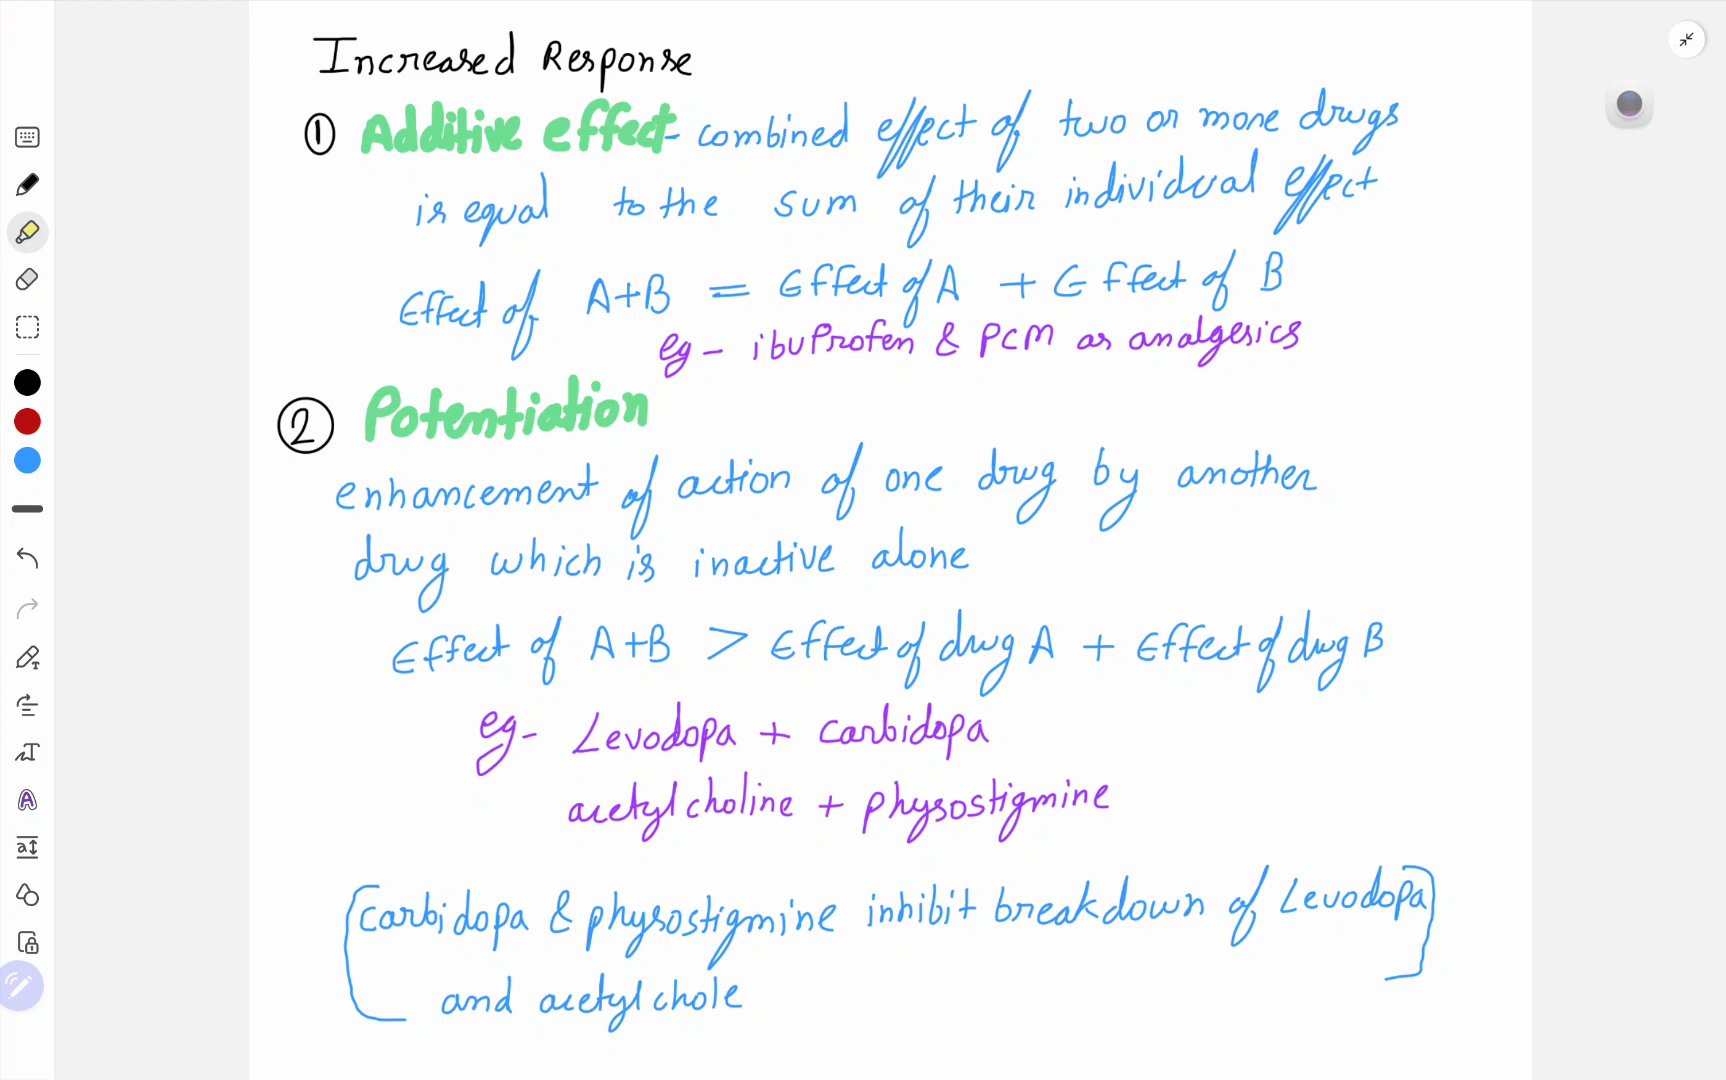 Increased Response
① Additive effect - combined effect of two or more drugs
is equal to the sum of their individual effect
Effect of A+B = Effect of A + Effect of B
eg - ibuprofen & PCM as analgesics
② Potentiation
enhancement of action of one drug by another
drug which is inactive alone
Effect of A+B > Effect of drug A + Effect of drug B
eg- Levodopa + carbidopa
acetylcholine + physostigmine
[carbidopa & physostigmine inhibit breakdown of Levodopa
and acetylchole]